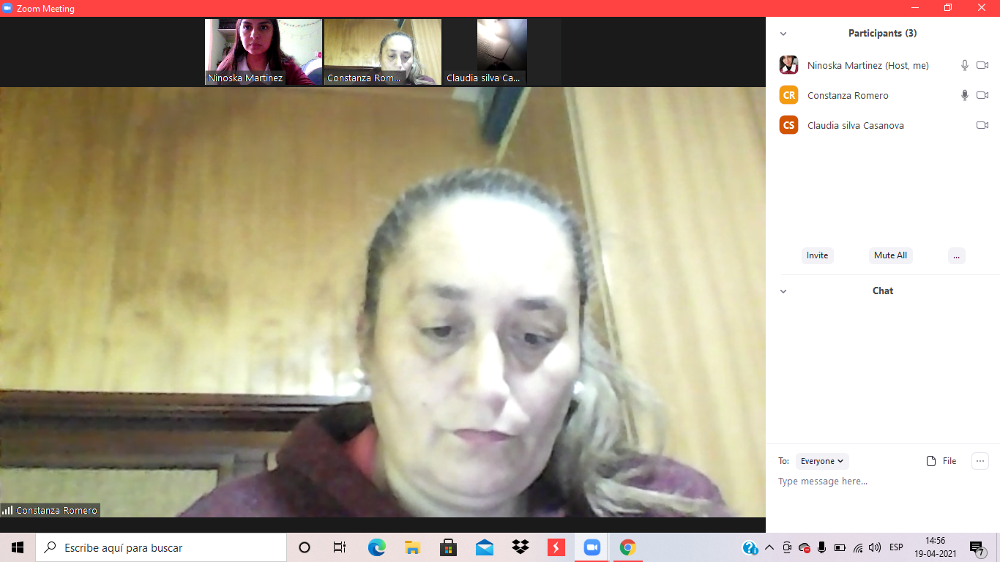 Zoom Meeting
Ninoska Martinez
Constanza Rom...
Claudia silva Ca...
Constanza Romero
Participants (3)
Ninoska Martinez (Host, me)
CR Constanza Romero
CS Claudia silva Casanova
Invite Mute All ...
Chat
To: Everyone File ...
Type message here...
Escribe aquí para buscar
ESP
14:56
19-04-2021
7